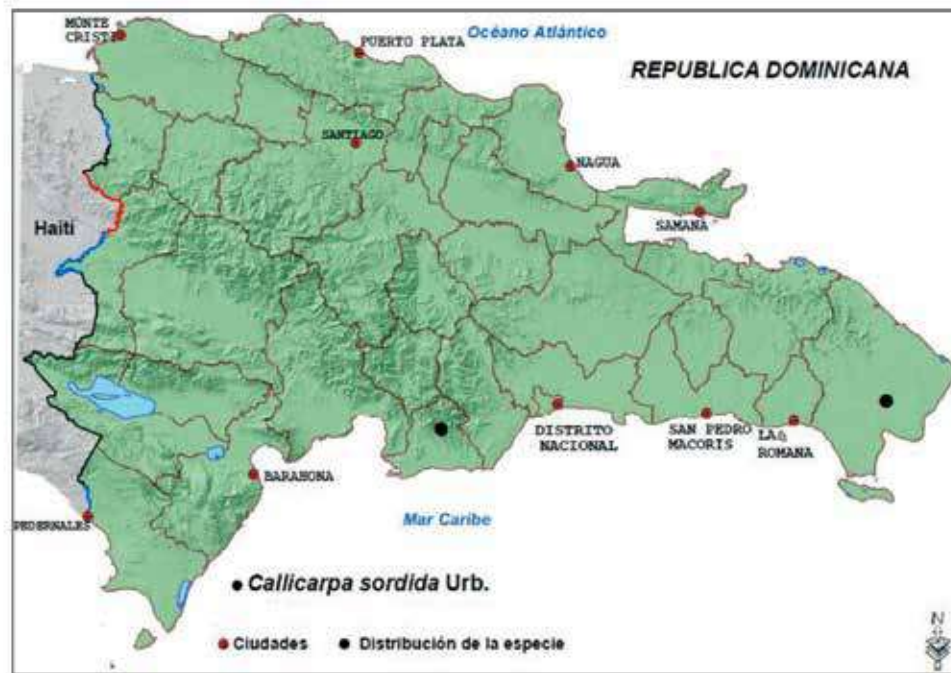 MONTE
CRISTI
PUERTO PLATA
Océano Atlántico
REPUBLICA DOMINICANA
SANTIAGO
NAGUA
SAMANA
Haití
DISTRITO
NACIONAL
SAN PEDRO
MACORIS
LA
ROMANA
BARAHONA
PEDERNALES
Mar Caribe
Callicarpa sordida Urb.
Ciudades
Distribución de la especie
N